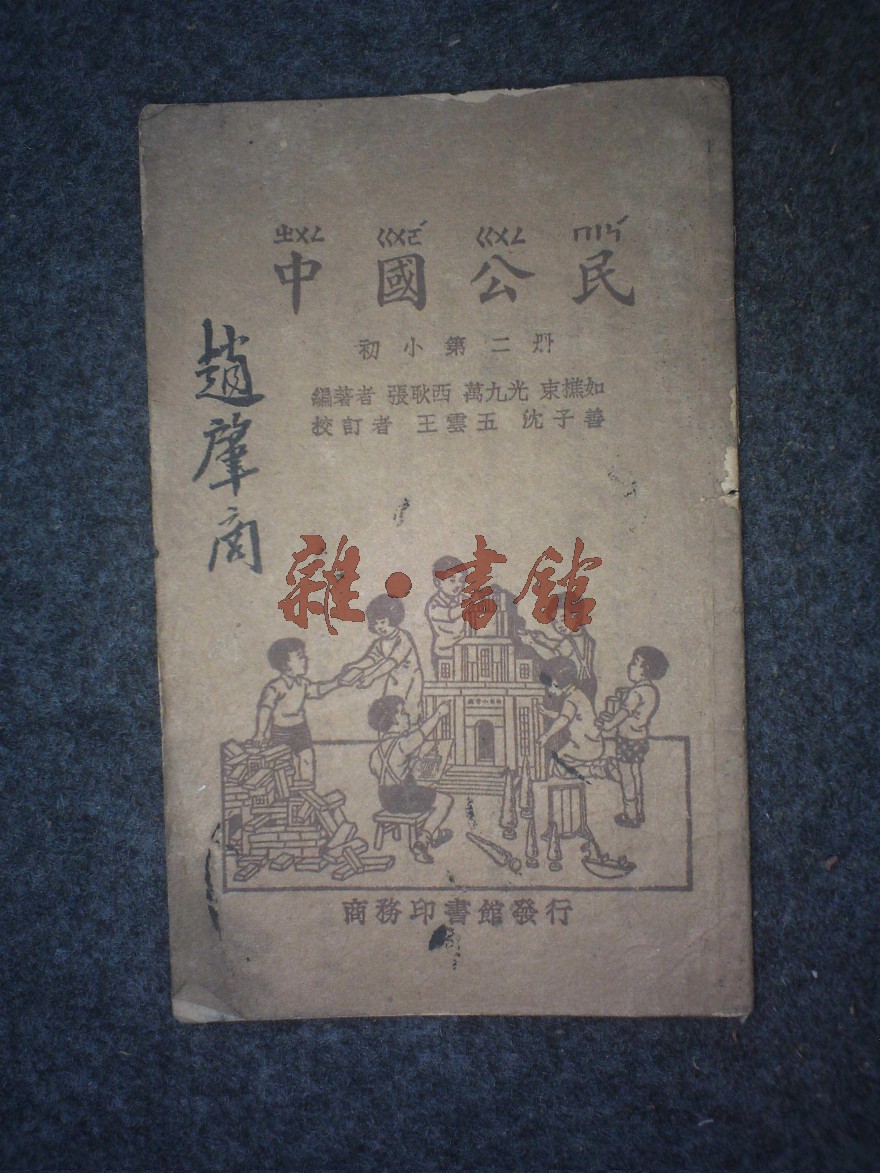 ㄓㄨㄥ ㄍㄨㄛˊ ㄍㄨㄥ ㄇㄧㄣˊ
中國公民
初小第二册
編著者 張耿西 萬九光 束樵如
校訂者 王雲五 沈子善
趙肇商
雜·書館
商務印書館發行